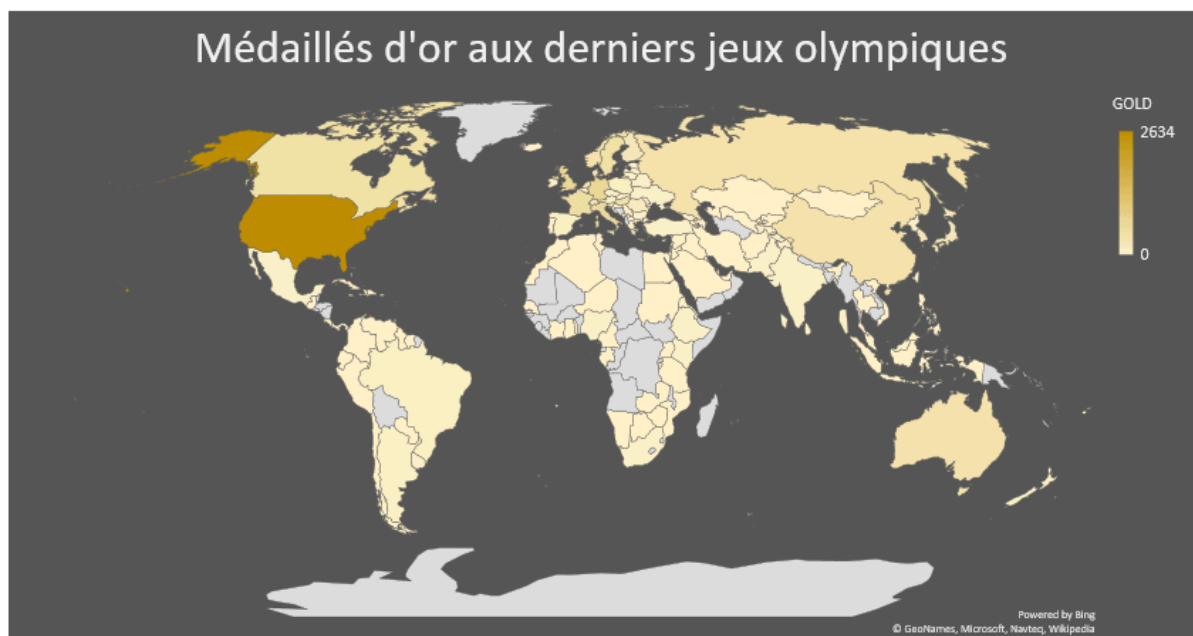 Médaillés d'or aux derniers jeux olympiques
GOLD
2634
0
Powered by Bing
© GeoNames, Microsoft, Navteq, Wikipedia